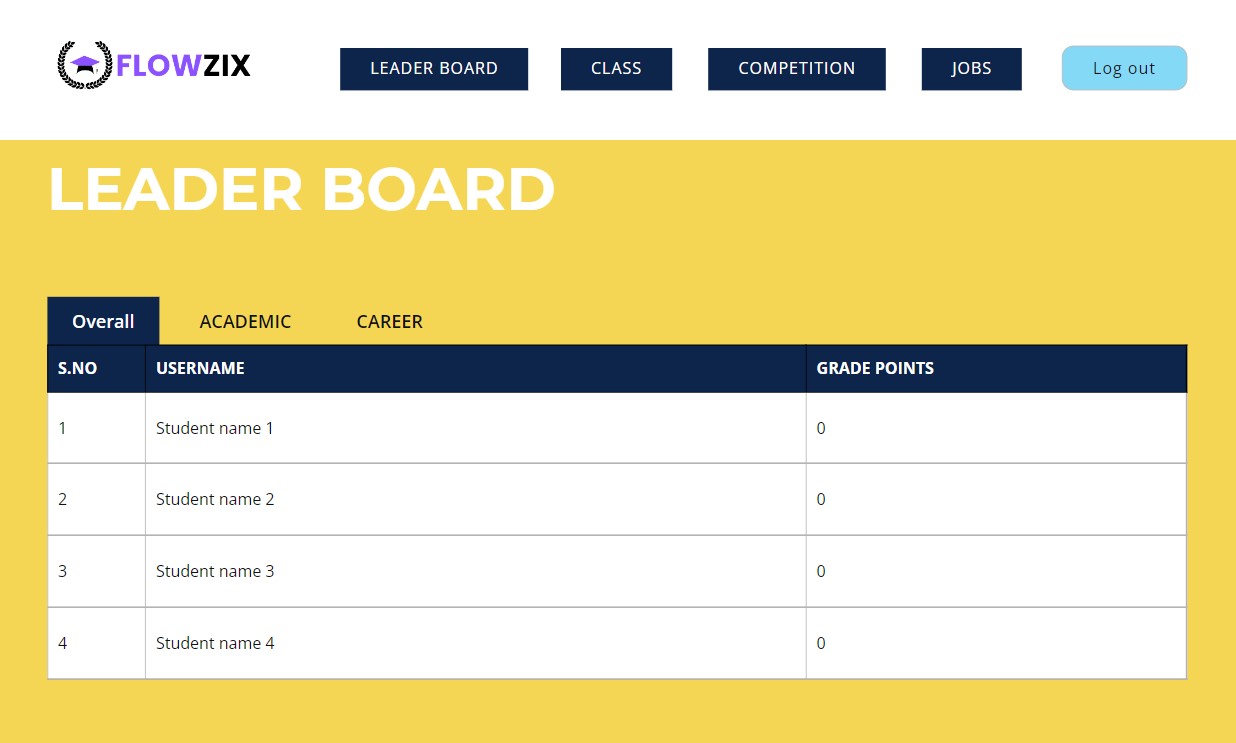 FLOWZIX LEADER BOARD CLASS COMPETITION JOBS Log out
LEADER BOARD
Overall ACADEMIC CAREER
S.NO USERNAME GRADE POINTS
1 Student name 1 0
2 Student name 2 0
3 Student name 3 0
4 Student name 4 0